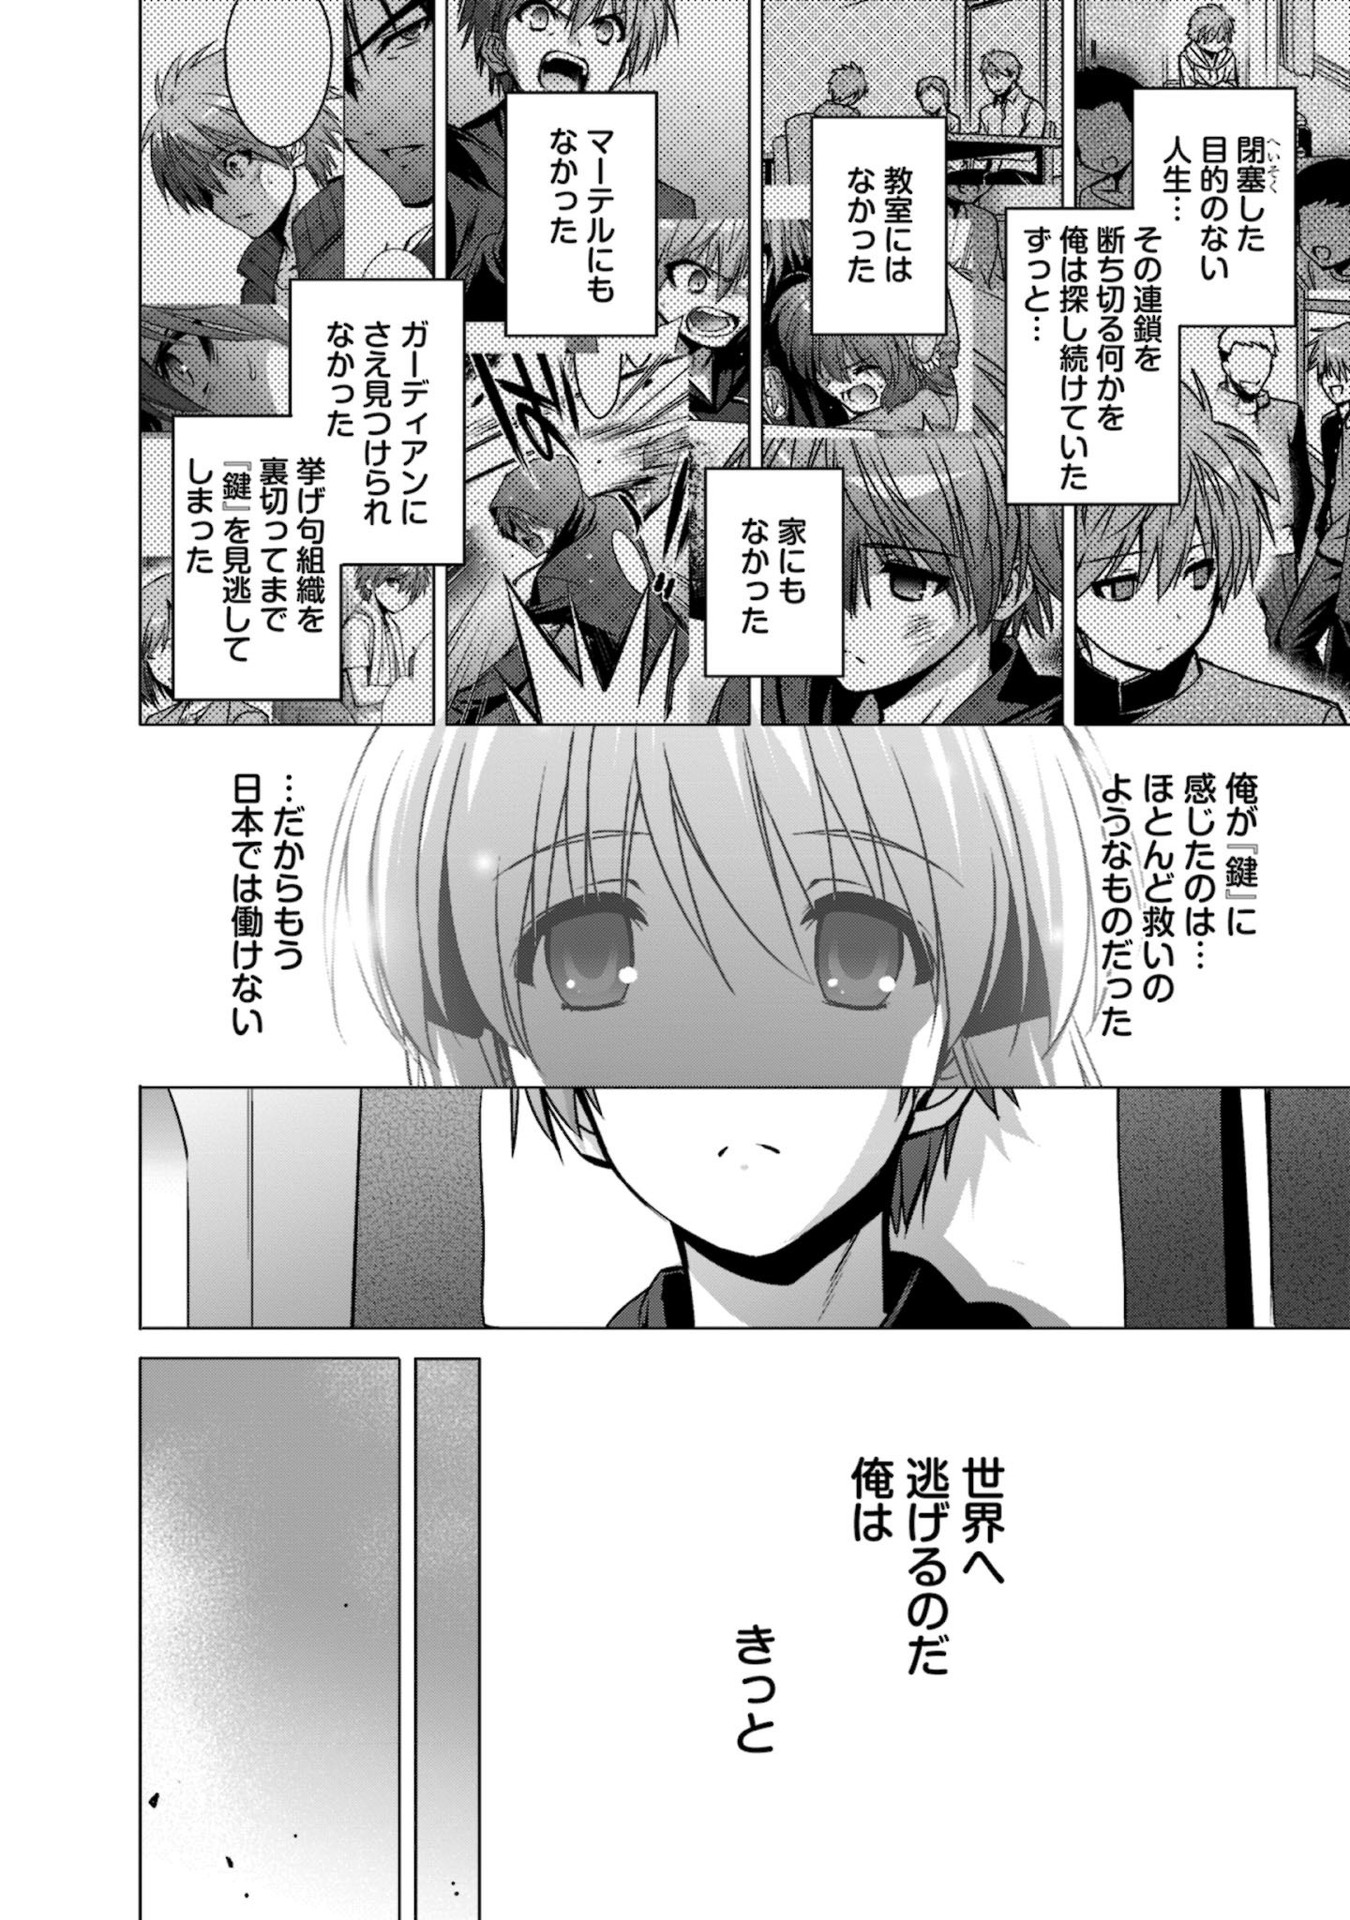 閉塞した
へいそく
目的のない
人生…
その連鎖を
断ち切る何かを
俺は探し続けていた
ずっと…
教室には
なかった
家にも
なかった
マーテルにも
なかった
ガーディアンに
さえ見つけられ
なかった
挙げ句組織を
裏切ってまで
『鍵』を見逃して
しまった
俺が『鍵』に
感じたのは…
ほとんど救いの
ようなものだった
…だからもう
日本では働けない
世界へ
逃げるのだ
俺は
きっと